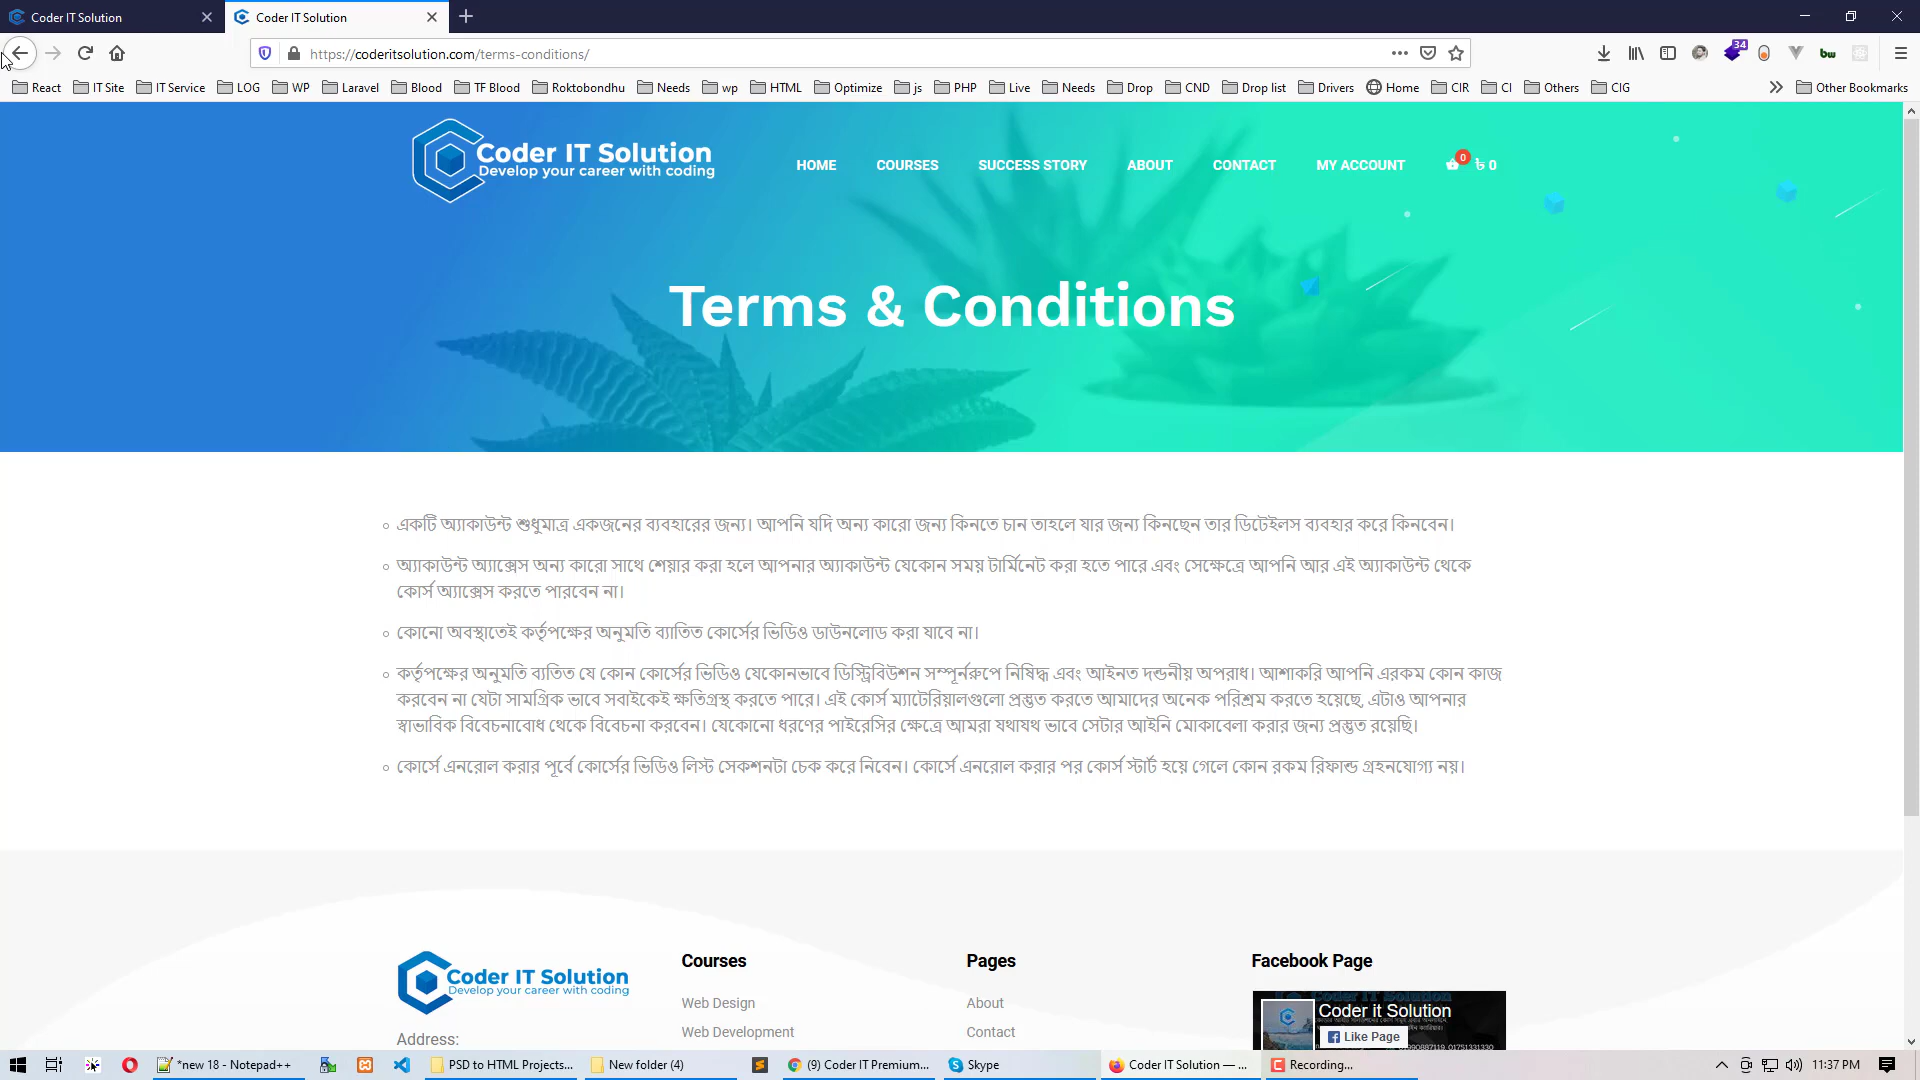 Coder IT Solution
Coder IT Solution
https://coderitsolution.com/terms-conditions/
34
bw
React IT Site IT Service LOG WP Laravel Blood TF Blood Roktobondhu Needs wp HTML Optimize js PHP Live Needs Drop CND Drop list Drivers Home CIR CI Others CIG Other Bookmarks
Coder IT Solution
Develop your career with coding
HOME COURSES SUCCESS STORY ABOUT CONTACT MY ACCOUNT 0 ৳ 0
Terms & Conditions
একটি অ্যাকাউন্ট শুধুমাত্র একজনের ব্যবহারের জন্য। আপনি যদি অন্য কারো জন্য কিনতে চান তাহলে যার জন্য কিনছেন তার ডিটেইলস ব্যবহার করে কিনবেন।
অ্যাকাউন্ট অ্যাক্সেস অন্য কারো সাথে শেয়ার করা হলে আপনার অ্যাকাউন্ট যেকোন সময় টার্মিনেট করা হতে পারে এবং সেক্ষেত্রে আপনি আর এই অ্যাকাউন্ট থেকে
কোর্স অ্যাক্সেস করতে পারবেন না।
কোনো অবস্থাতেই কর্তৃপক্ষের অনুমতি ব্যাতিত কোর্সের ভিডিও ডাউনলোড করা যাবে না।
কর্তৃপক্ষের অনুমতি ব্যতিত যে কোন কোর্সের ভিডিও যেকোনভাবে ডিস্ট্রিবিউশন সম্পূর্নরুপে নিষিদ্ধ এবং আইনত দন্ডনীয় অপরাধ। আশাকরি আপনি এরকম কোন কাজ
করবেন না যেটা সামগ্রিক ভাবে সবাইকেই ক্ষতিগ্রস্থ করতে পারে। এই কোর্স ম্যাটেরিয়ালগুলো প্রস্তুত করতে আমাদের অনেক পরিশ্রম করতে হয়েছে, এটাও আপনার
স্বাভাবিক বিবেচনাবোধ থেকে বিবেচনা করবেন। যেকোনো ধরণের পাইরেসির ক্ষেত্রে আমরা যথাযথ ভাবে সেটার আইনি মোকাবেলা করার জন্য প্রস্তুত রয়েছি।
কোর্সে এনরোল করার পূর্বে কোর্সের ভিডিও লিস্ট সেকশনটা চেক করে নিবেন। কোর্সে এনরোল করার পর কোর্স স্টার্ট হয়ে গেলে কোন রকম রিফান্ড গ্রহনযোগ্য নয়।
Coder IT Solution
Develop your career with coding
Address:
Courses
Web Design
Web Development
Pages
About
Contact
Facebook Page
Coder it Solution
Like Page
*new 18 - Notepad++ PSD to HTML Projects... New folder (4) (9) Coder IT Premium... Skype Coder IT Solution — ... Recording... 11:37 PM